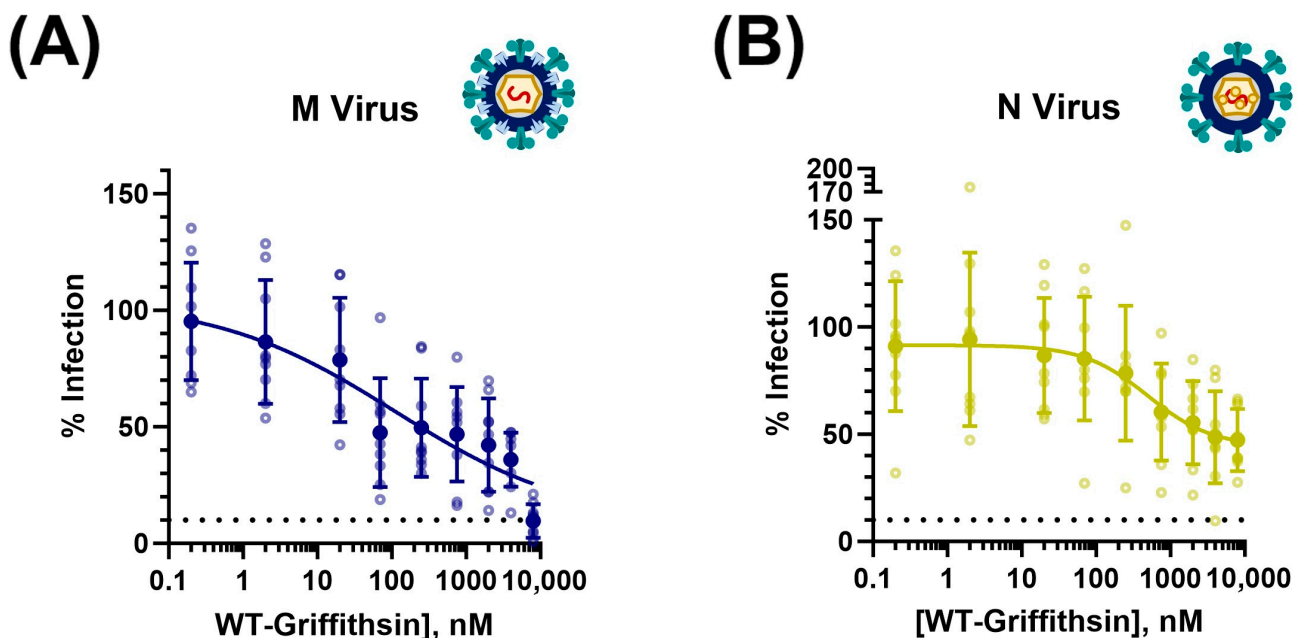 (A)
M Virus
% Infection
150
100
50
0
0.1 1 10 100 1000 10,000
WT-Griffithsin], nM
(B)
N Virus
% Infection
200
170
150
100
50
0
0.1 1 10 100 1000 10,000
[WT-Griffithsin], nM